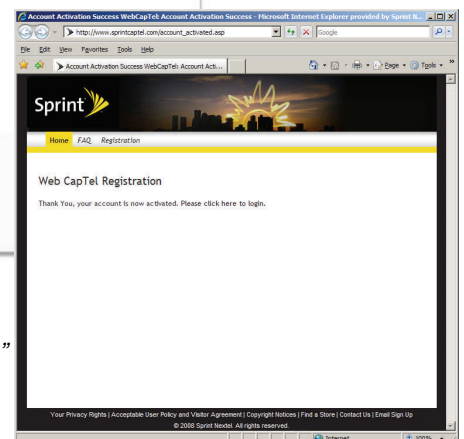 Account Activation Success WebCapTel: Account Activation Success - Microsoft Internet Explorer provided by Sprint N...
http://www.sprintcaptel.com/account_activated.asp
Google
File Edit View Favorites Tools Help
Account Activation Success WebCapTel: Account Acti...
Page Tools
Sprint
Home FAQ Registration
Web CapTel Registration
Thank You, your account is now activated. Please click here to login.
”
Your Privacy Rights | Acceptable User Policy and Visitor Agreement | Copyright Notices | Find a Store | Contact Us | Email Sign Up
© 2008 Sprint Nextel. All rights reserved.
Internet 100%